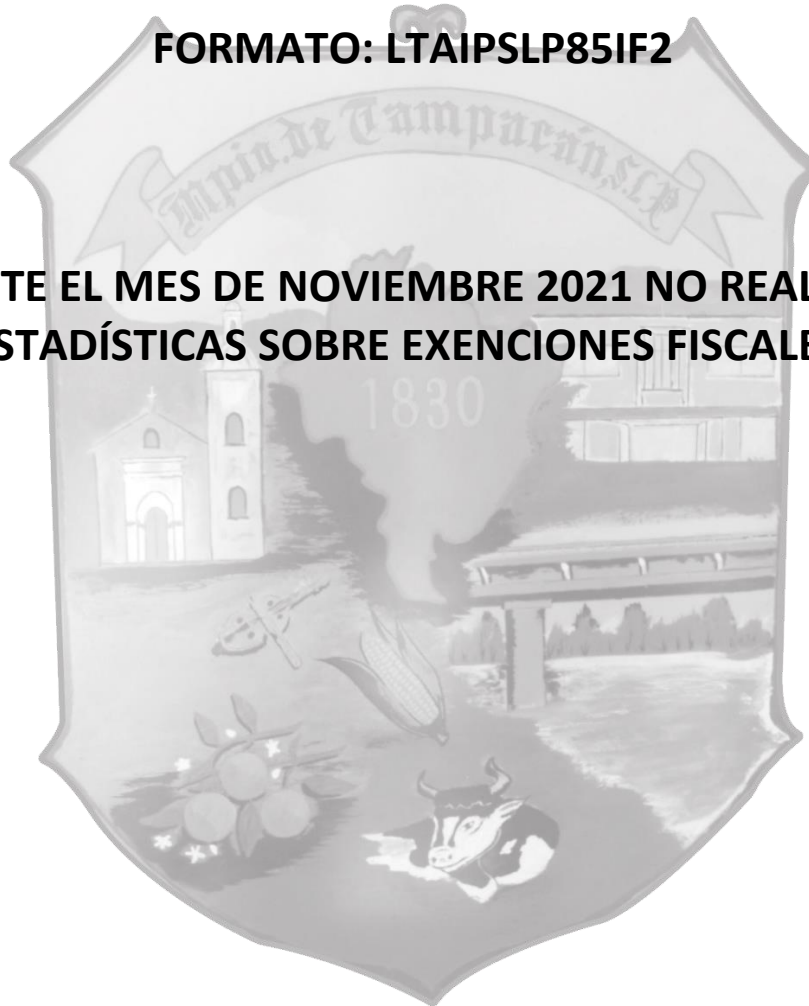 FORMATO: LTAIPSLP85IF2
Mpio. de Tampacán, S.L.P.
TE EL MES DE NOVIEMBRE 2021 NO REAL
STADÍSTICAS SOBRE EXENCIONES FISCALE
1830